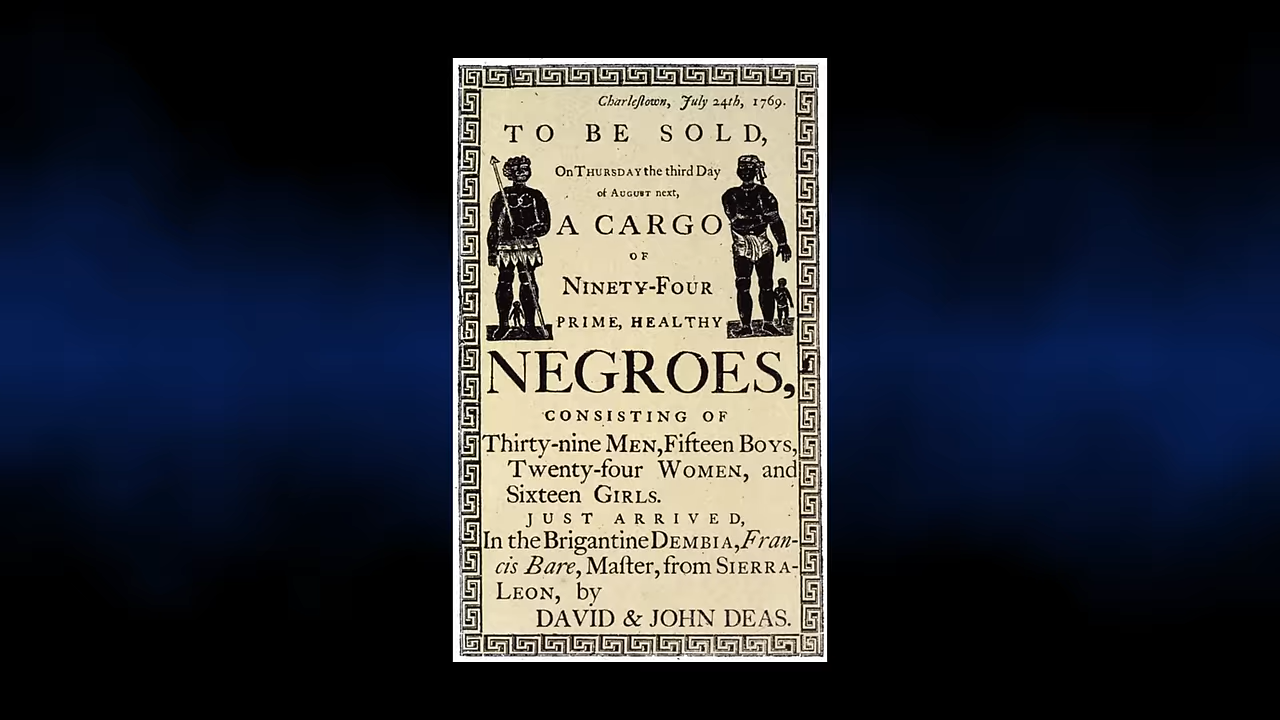 Charleſtown, July 24th, 1769.
TO BE SOLD,
On THURSDAY the third Day
of AUGUST next,
A CARGO
OF
NINETY-FOUR
PRIME, HEALTHY
NEGROES,
CONSISTING OF
Thirty-nine MEN, Fifteen BOYS,
Twenty-four WOMEN, and
Sixteen GIRLS.
JUST ARRIVED,
In the Brigantine DEMBIA, Fran-
cis Bare, Maſter, from SIERRA-
LEON, by
DAVID & JOHN DEAS.